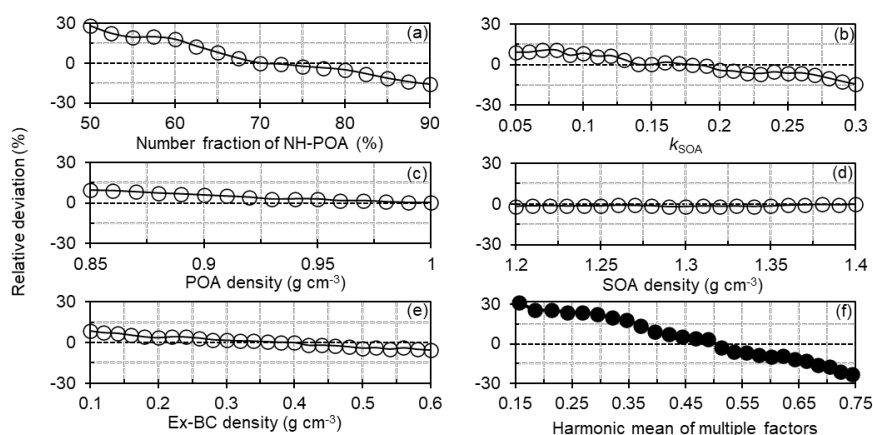 Relative deviation (%)
30 (a)
0
-30
50 60 70 80 90
Number fraction of NH-POA (%)
30 (b)
0
-30
0.05 0.1 0.15 0.2 0.25 0.3
kSOA
30 (c)
0
-30
0.85 0.9 0.95 1
POA density (g cm-3)
30 (d)
0
-30
1.2 1.25 1.3 1.35 1.4
SOA density (g cm-3)
30 (e)
0
-30
0.1 0.2 0.3 0.4 0.5 0.6
Ex-BC density (g cm-3)
30 (f)
0
-30
0.15 0.25 0.35 0.45 0.55 0.65 0.75
Harmonic mean of multiple factors